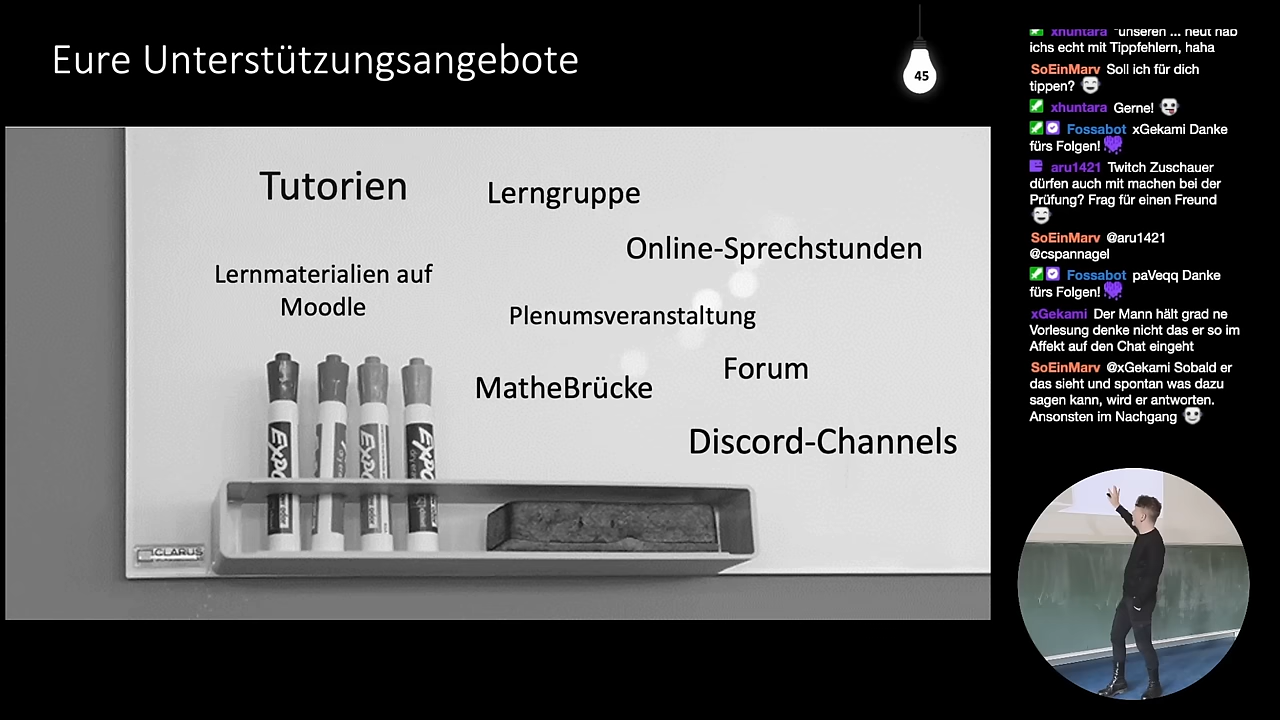 Eure Unterstützungsangebote
45
Tutorien
Lerngruppe
Online-Sprechstunden
Lernmaterialien auf
Moodle
Plenumsveranstaltung
Forum
MatheBrücke
Discord-Channels
EXPO
EXPO
EXPO
CLARUS
xhuntara "unseren ... heut hab
ichs echt mit Tippfehlern, haha
SoEinMarv Soll ich für dich
tippen?
xhuntara Gerne!
Fossabot xGekami Danke
fürs Folgen!
aru1421 Twitch Zuschauer
dürfen auch mit machen bei der
Prüfung? Frag für einen Freund
SoEinMarv @aru1421
@cspannagel
Fossabot paVeqq Danke
fürs Folgen!
xGekami Der Mann hält grad ne
Vorlesung denke nicht das er so im
Affekt auf den Chat eingeht
SoEinMarv @xGekami Sobald er
das sieht und spontan was dazu
sagen kann, wird er antworten.
Ansonsten im Nachgang